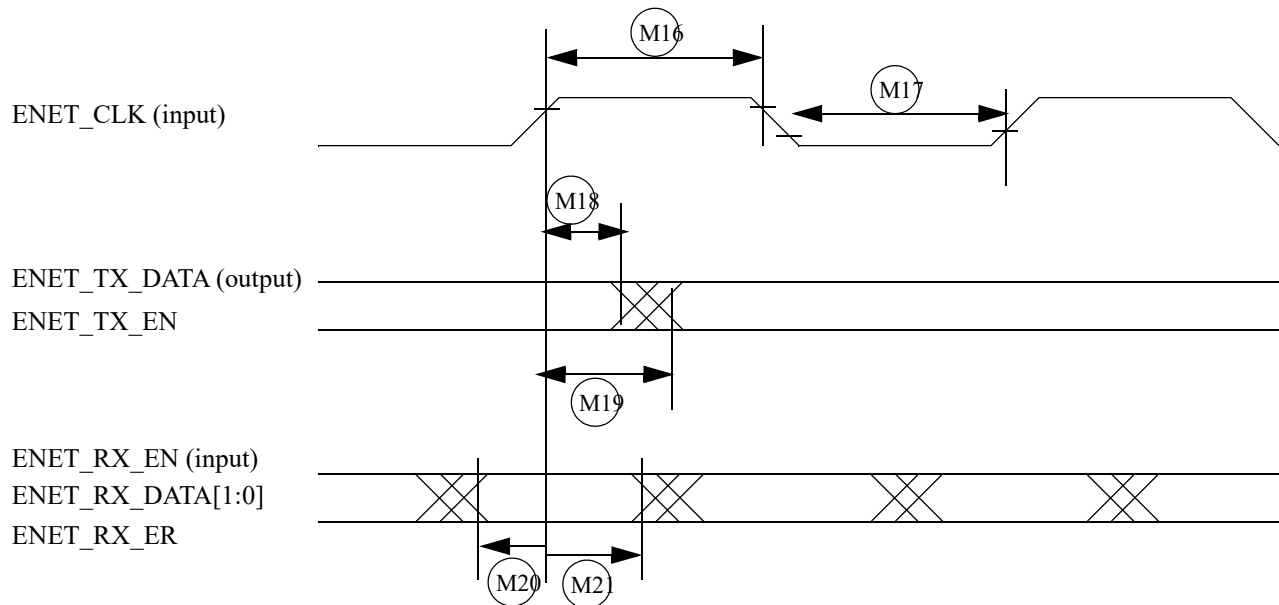 M16
M17
ENET_CLK (input)
M18
ENET_TX_DATA (output)
ENET_TX_EN
M19
ENET_RX_EN (input)
ENET_RX_DATA[1:0]
ENET_RX_ER
M20
M21